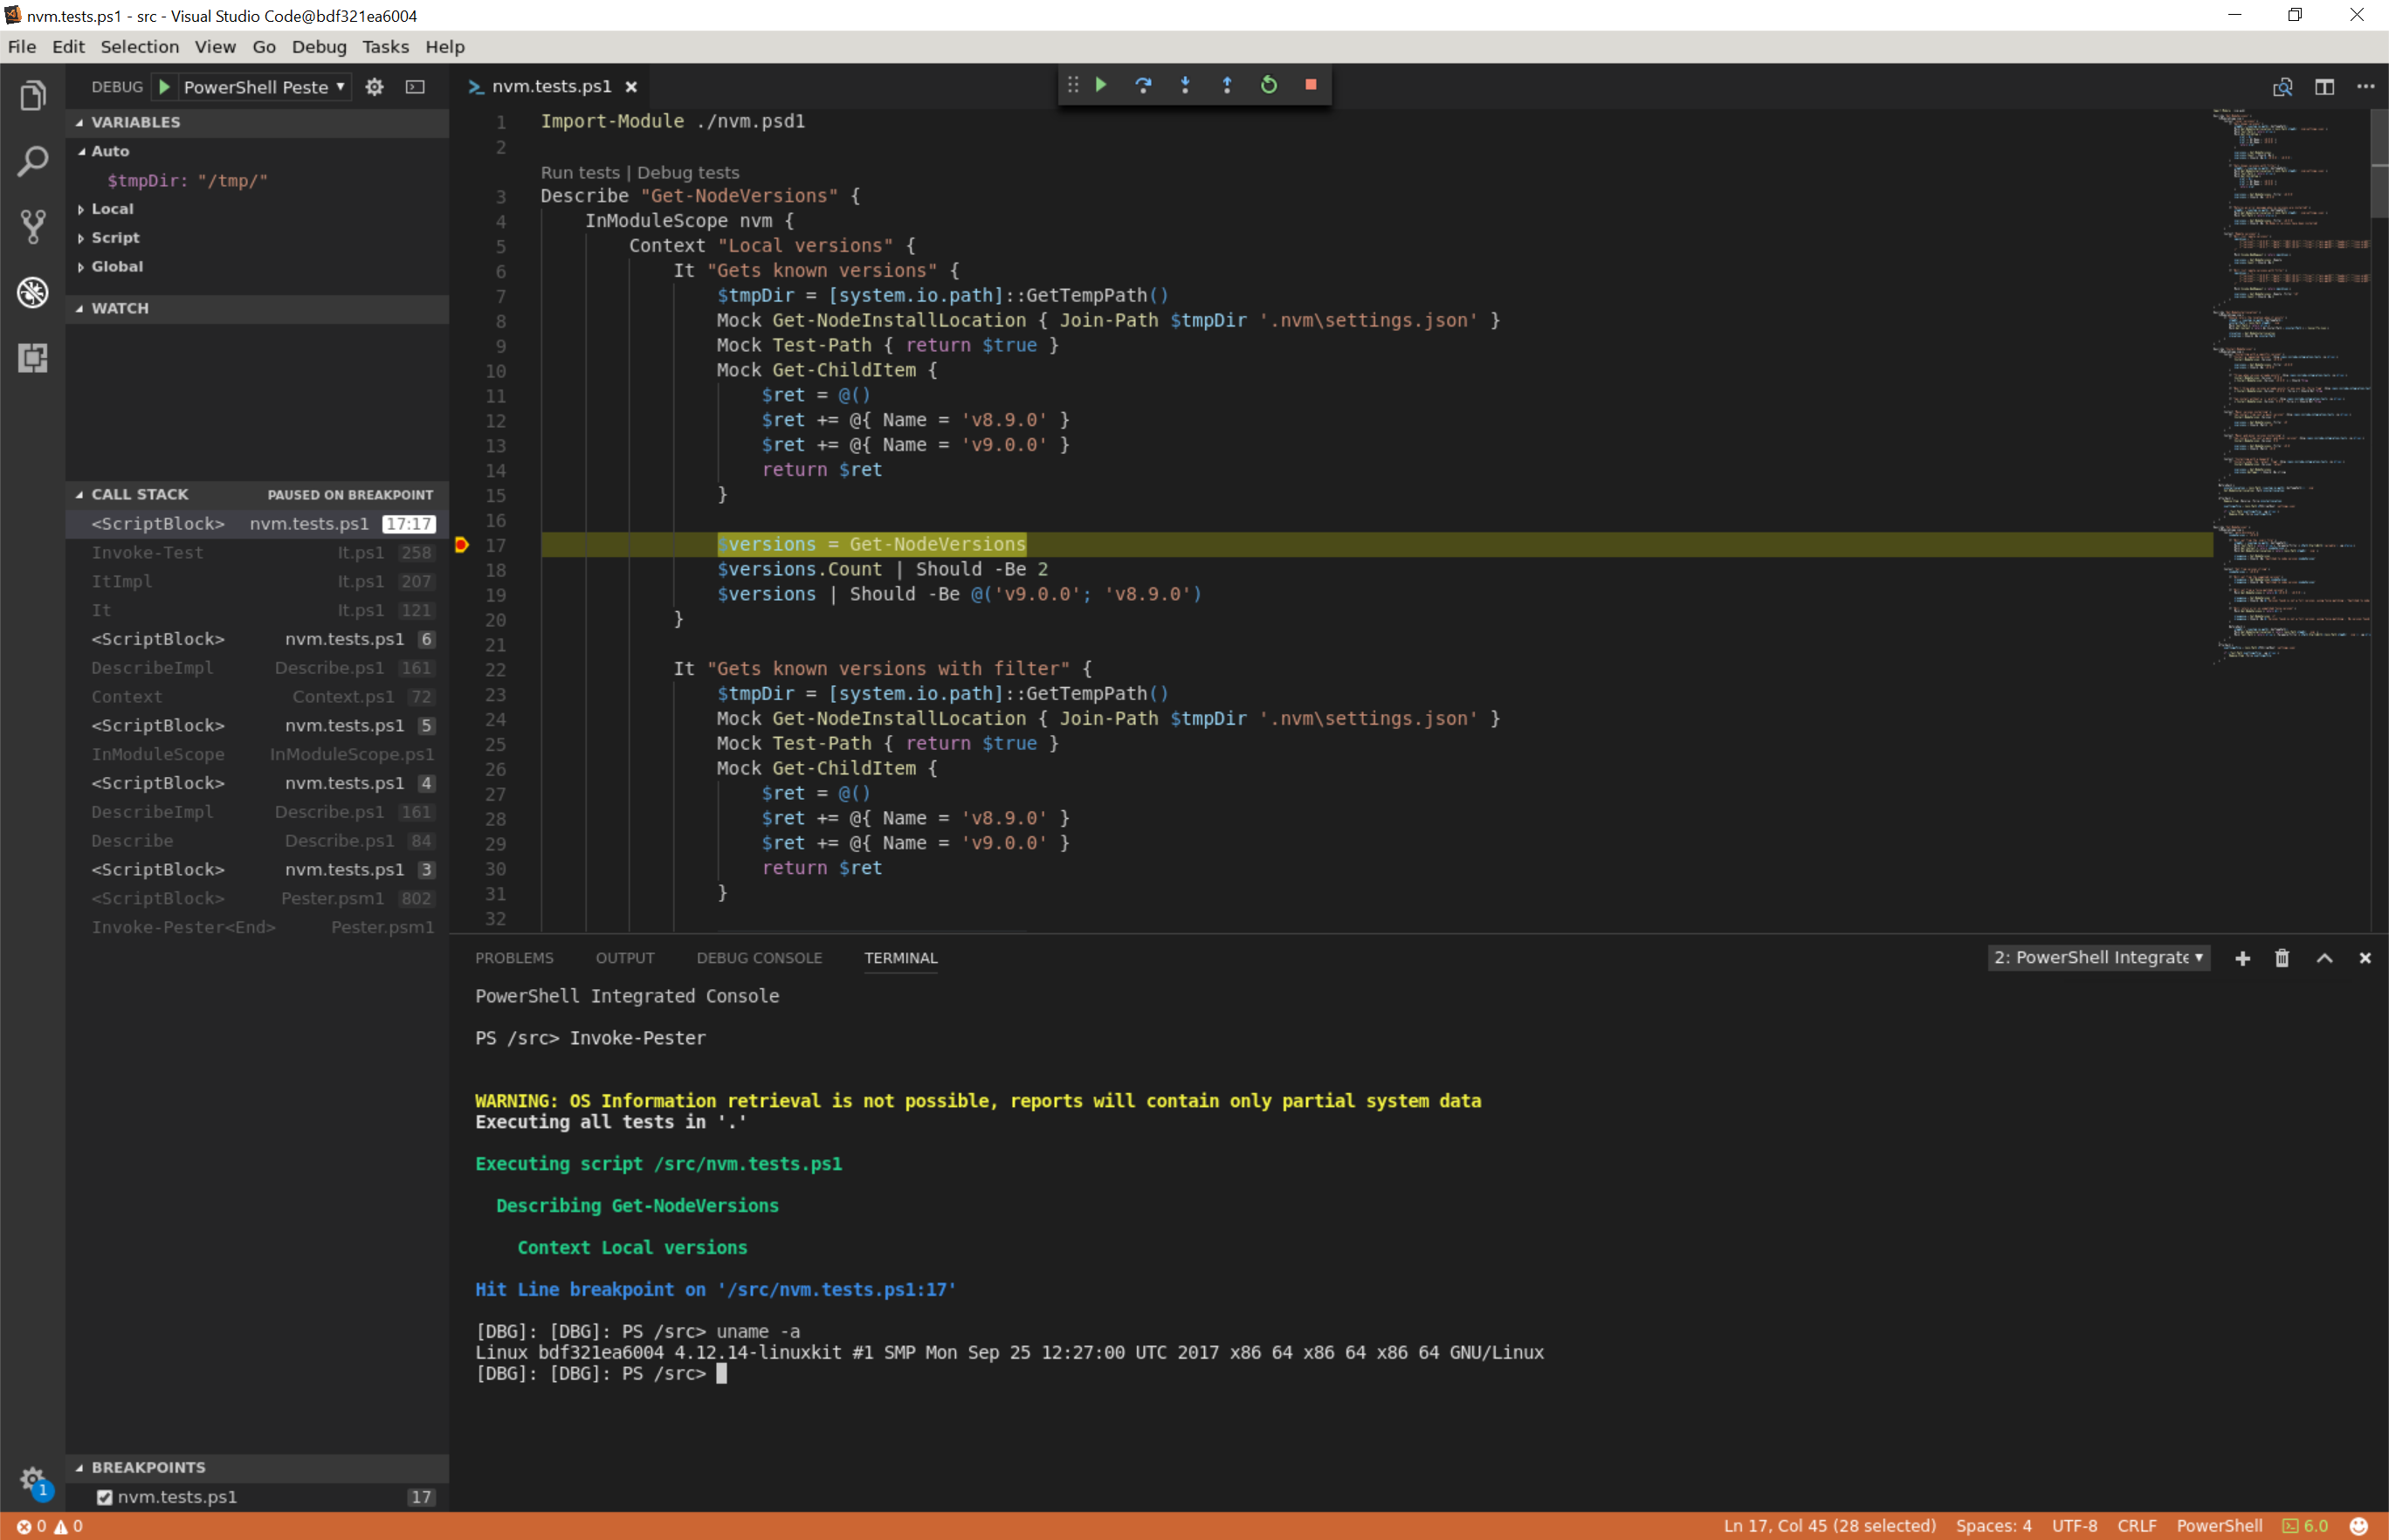 nvm.tests.ps1 - src - Visual Studio Code@bdf321ea6004
File Edit Selection View Go Debug Tasks Help
DEBUG PowerShell Peste
VARIABLES
Auto
$tmpDir: "/tmp/"
Local
Script
Global
WATCH
CALL STACK PAUSED ON BREAKPOINT
<ScriptBlock> nvm.tests.ps1 17:17
Invoke-Test It.ps1 258
ItImpl It.ps1 207
It It.ps1 121
<ScriptBlock> nvm.tests.ps1 6
DescribeImpl Describe.ps1 161
Context Context.ps1 72
<ScriptBlock> nvm.tests.ps1 5
InModuleScope InModuleScope.ps1
<ScriptBlock> nvm.tests.ps1 4
DescribeImpl Describe.ps1 161
Describe Describe.ps1 84
<ScriptBlock> nvm.tests.ps1 3
<ScriptBlock> Pester.psm1 802
Invoke-Pester<End> Pester.psm1
BREAKPOINTS
nvm.tests.ps1 17
1
nvm.tests.ps1
1 Import-Module ./nvm.psd1
2
Run tests | Debug tests
3 Describe "Get-NodeVersions" {
4 InModuleScope nvm {
5 Context "Local versions" {
6 It "Gets known versions" {
7 $tmpDir = [system.io.path]::GetTempPath()
8 Mock Get-NodeInstallLocation { Join-Path $tmpDir '.nvm\settings.json' }
9 Mock Test-Path { return $true }
10 Mock Get-ChildItem {
11 $ret = @()
12 $ret += @{ Name = 'v8.9.0' }
13 $ret += @{ Name = 'v9.0.0' }
14 return $ret
15 }
16
17 $versions = Get-NodeVersions
18 $versions.Count | Should -Be 2
19 $versions | Should -Be @('v9.0.0'; 'v8.9.0')
20 }
21
22 It "Gets known versions with filter" {
23 $tmpDir = [system.io.path]::GetTempPath()
24 Mock Get-NodeInstallLocation { Join-Path $tmpDir '.nvm\settings.json' }
25 Mock Test-Path { return $true }
26 Mock Get-ChildItem {
27 $ret = @()
28 $ret += @{ Name = 'v8.9.0' }
29 $ret += @{ Name = 'v9.0.0' }
30 return $ret
31 }
32
PROBLEMS OUTPUT DEBUG CONSOLE TERMINAL 2: PowerShell Integrate
PowerShell Integrated Console
PS /src> Invoke-Pester
WARNING: OS Information retrieval is not possible, reports will contain only partial system data
Executing all tests in '.'
Executing script /src/nvm.tests.ps1
Describing Get-NodeVersions
Context Local versions
Hit Line breakpoint on '/src/nvm.tests.ps1:17'
[DBG]: [DBG]: PS /src> uname -a
Linux bdf321ea6004 4.12.14-linuxkit #1 SMP Mon Sep 25 12:27:00 UTC 2017 x86 64 x86 64 x86 64 GNU/Linux
[DBG]: [DBG]: PS /src>
0 0 Ln 17, Col 45 (28 selected) Spaces: 4 UTF-8 CRLF PowerShell 6.0